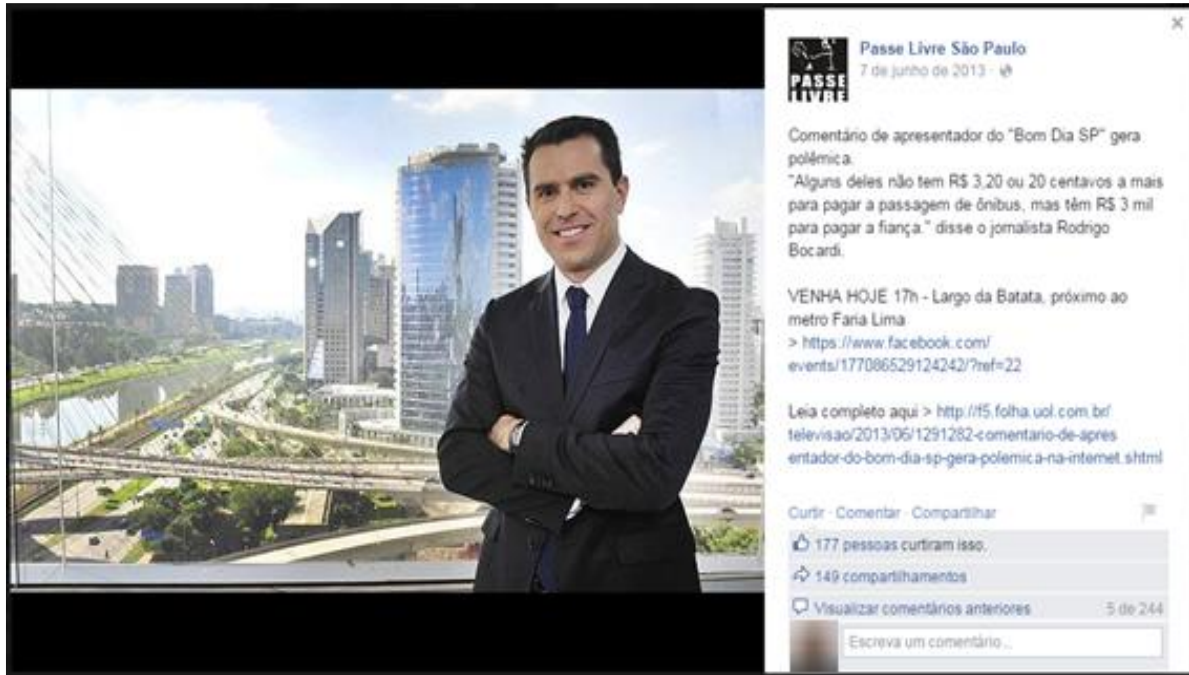 Passe Livre São Paulo
7 de junho de 2013 ·
PASSE
LIVRE
Comentário de apresentador do "Bom Dia SP" gera
polêmica.
"Alguns deles não tem R$ 3,20 ou 20 centavos a mais
para pagar a passagem de ônibus, mas têm R$ 3 mil
para pagar a fiança." disse o jornalista Rodrigo
Bocardi.
VENHA HOJE 17h - Largo da Batata, próximo ao
metro Faria Lima
> https://www.facebook.com/
events/177086529124242/?ref=22
Leia completo aqui > http://f5.folha.uol.com.br/
televisao/2013/06/1291282-comentario-de-apres
entador-do-bom-dia-sp-gera-polemica-na-internet.shtml
Curtir · Comentar · Compartilhar
177 pessoas curtiram isso.
149 compartilhamentos
Visualizar comentários anteriores 5 de 244
Escreva um comentário...